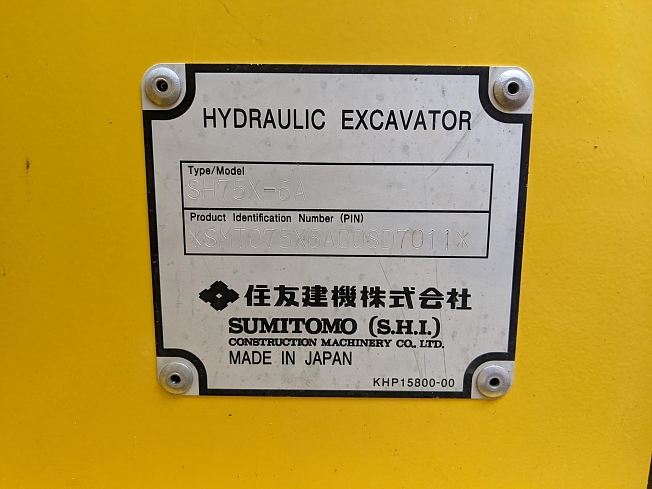 HYDRAULIC EXCAVATOR
Type/Model
SH75X-6A
Product Identification Number (PIN)
*SMT075X6A00SD7011*
住友建機株式会社
SUMITOMO (S.H.I.)
CONSTRUCTION MACHINERY CO., LTD.
MADE IN JAPAN
KHP15800-00